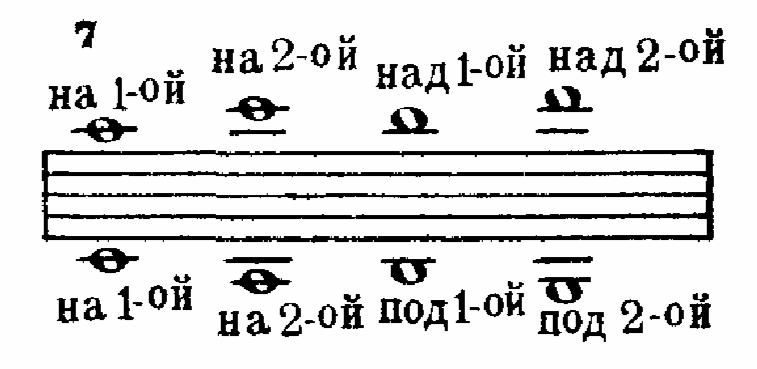 7
на 1-ой на 2-ой над 1-ой над 2-ой
на 1-ой на 2-ой под 1-ой под 2-ой